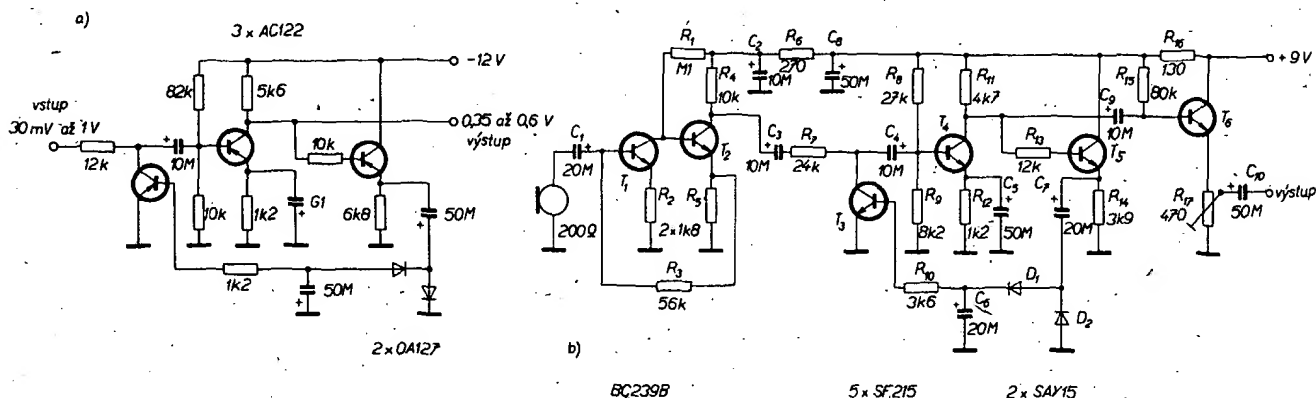 a)
3 x AC122
-12 V
82k
5k6
vstup
30 mV až 1 V
0,35 až 0,6 V
výstup
12k
10M
10k
10k
1k2
G1
6k8
50M
1k2
50M
2 x OA127
b)
R1
M1
C2
10M
R6
270
C8
50M
R4
10k
R8
27k
R11
4k7
R16
130
+9V
R15
80k
C9
10M
T6
C1
20M
T1
T2
C3
10M
R7
24k
C4
10M
T4
R13
12k
T5
200Ω
R2
R5
2x1k8
T3
R9
8k2
R12
1k2
C5
50M
C7
20M
R14
3k9
R17
470
C10
50M
výstup
R3
56k
R10
3k6
D1
C6
20M
D2
BC239B
5 x SF215
2 x SAY15